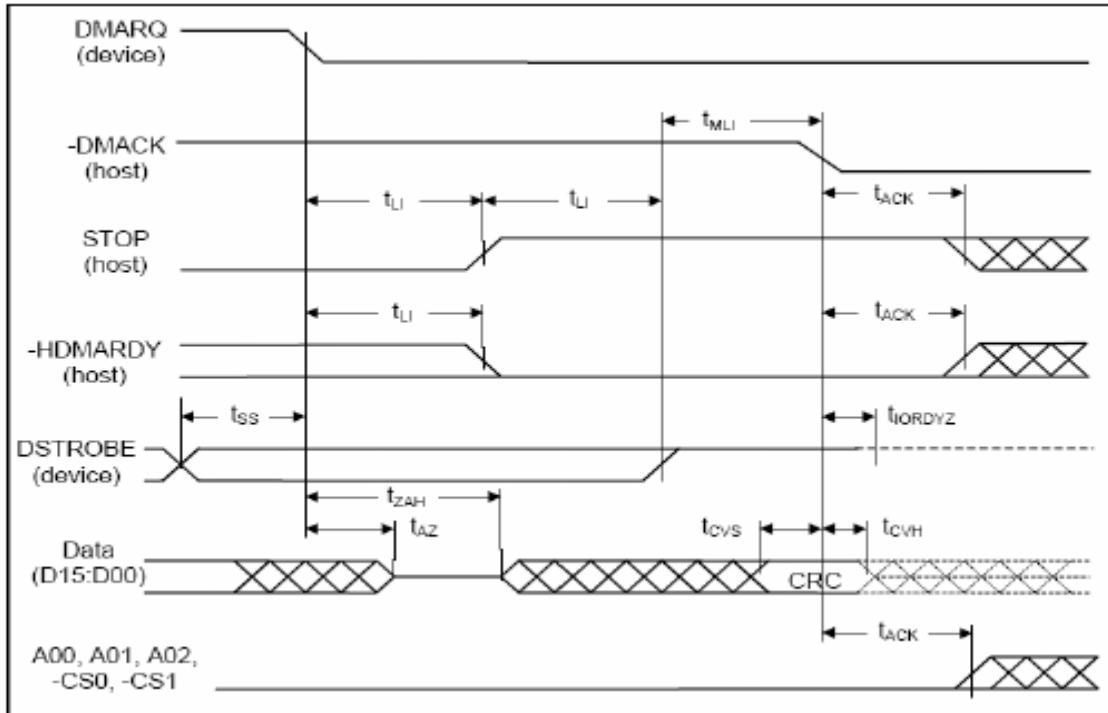 DMARQ
(device)
tMLI
-DMACK
(host)
tLI
tLI
tACK
STOP
(host)
tLI
tACK
-HDMARDY
(host)
tSS
tIORDYZ
DSTROBE
(device)
tZAH
tAZ
tCVS
tCVH
Data
(D15:D00)
CRC
tACK
A00, A01, A02,
-CS0, -CS1